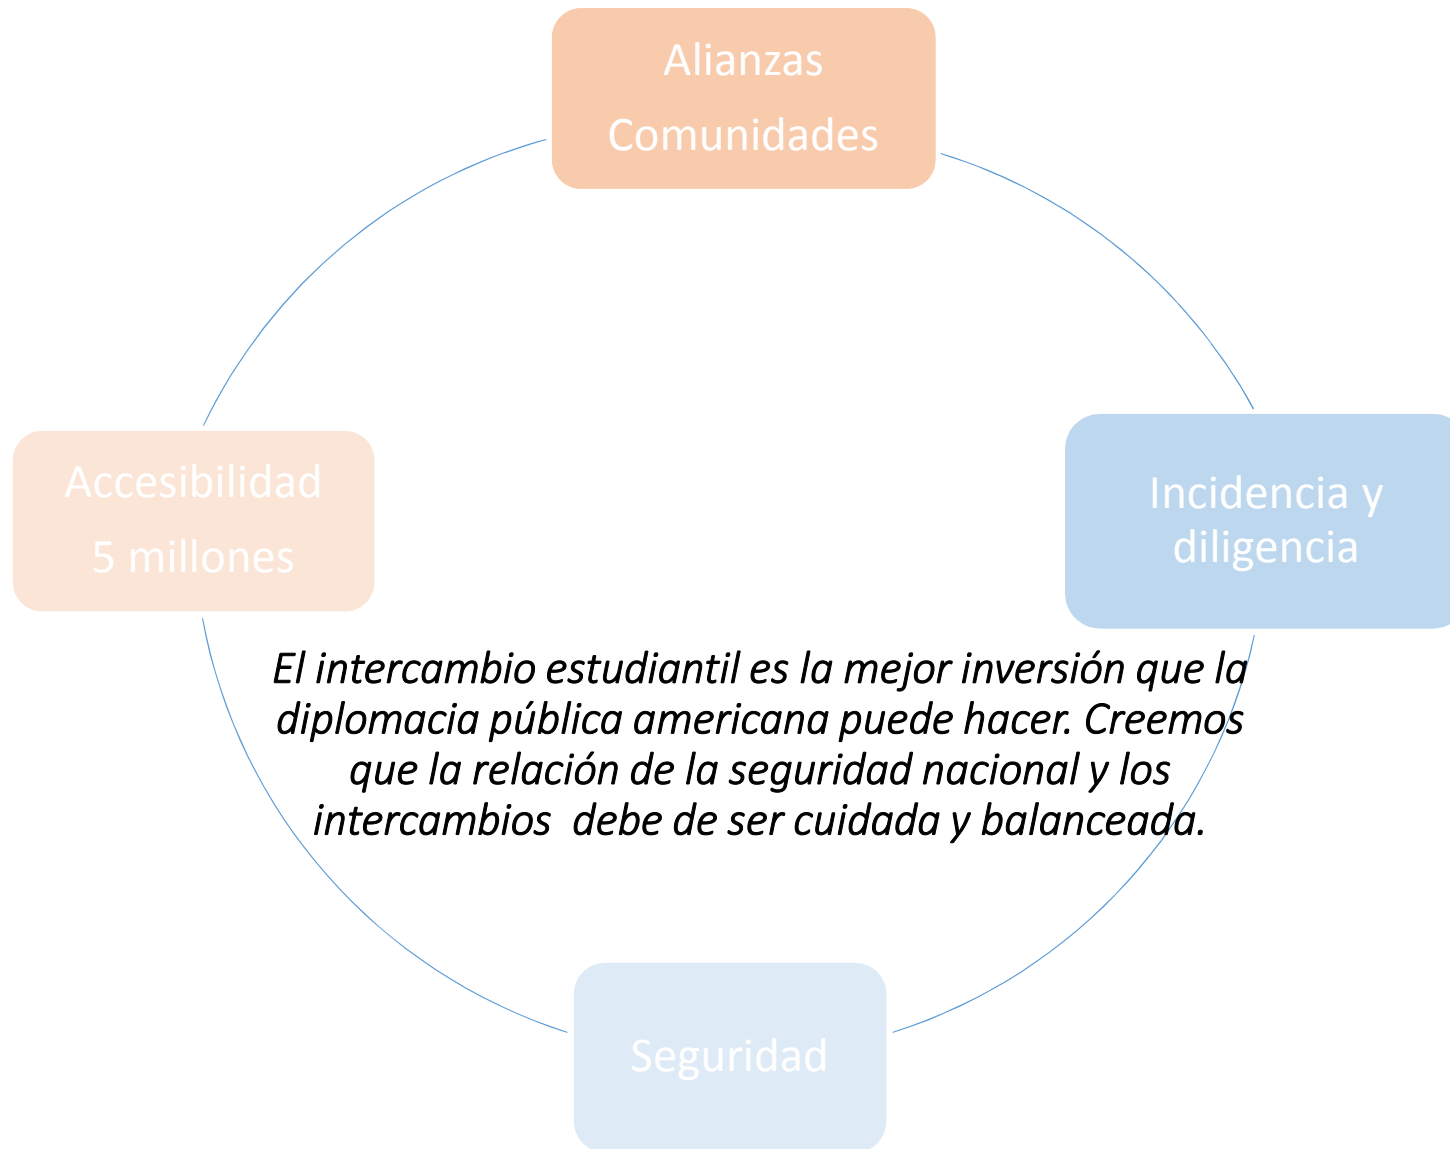 Alianzas
Comunidades
Accesibilidad
5 millones
Incidencia y
diligencia
El intercambio estudiantil es la mejor inversión que la
diplomacia pública americana puede hacer. Creemos
que la relación de la seguridad nacional y los
intercambios  debe de ser cuidada y balanceada.
Seguridad